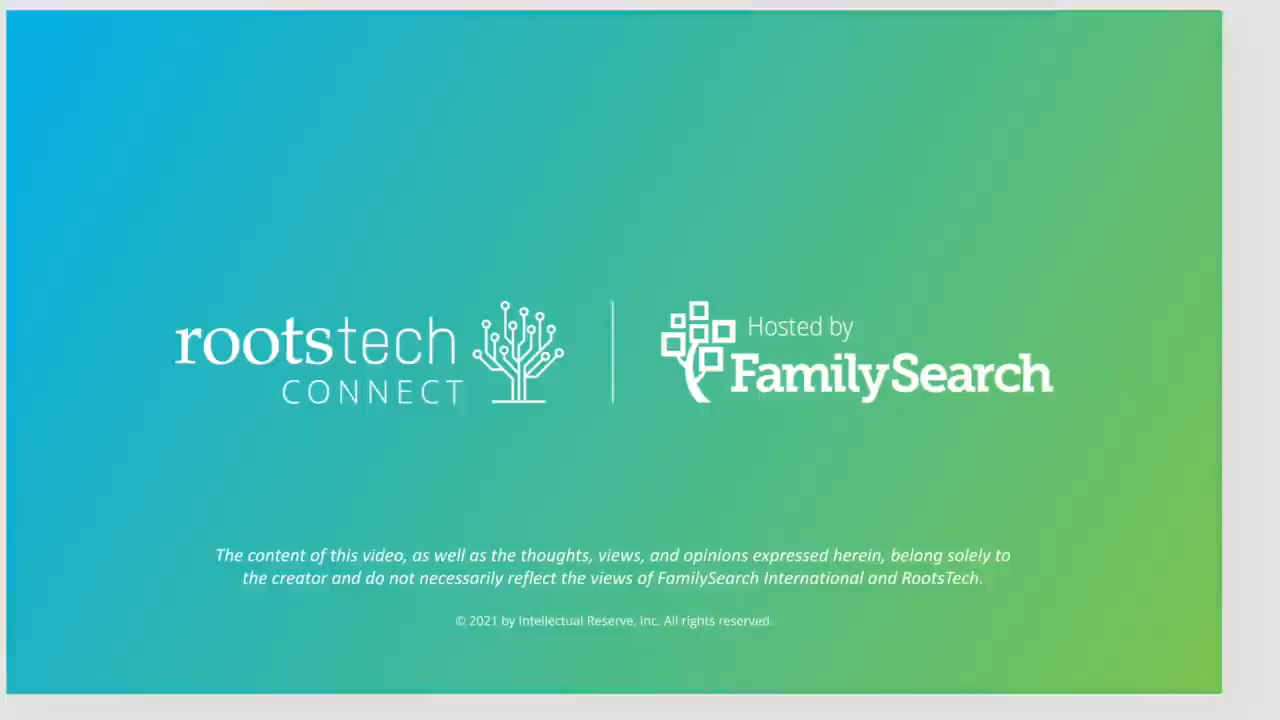 rootstech
CONNECT
Hosted by
FamilySearch
The content of this video, as well as the thoughts, views, and opinions expressed herein, belong solely to
the creator and do not necessarily reflect the views of FamilySearch International and RootsTech.
© 2021 by Intellectual Reserve, Inc. All rights reserved.